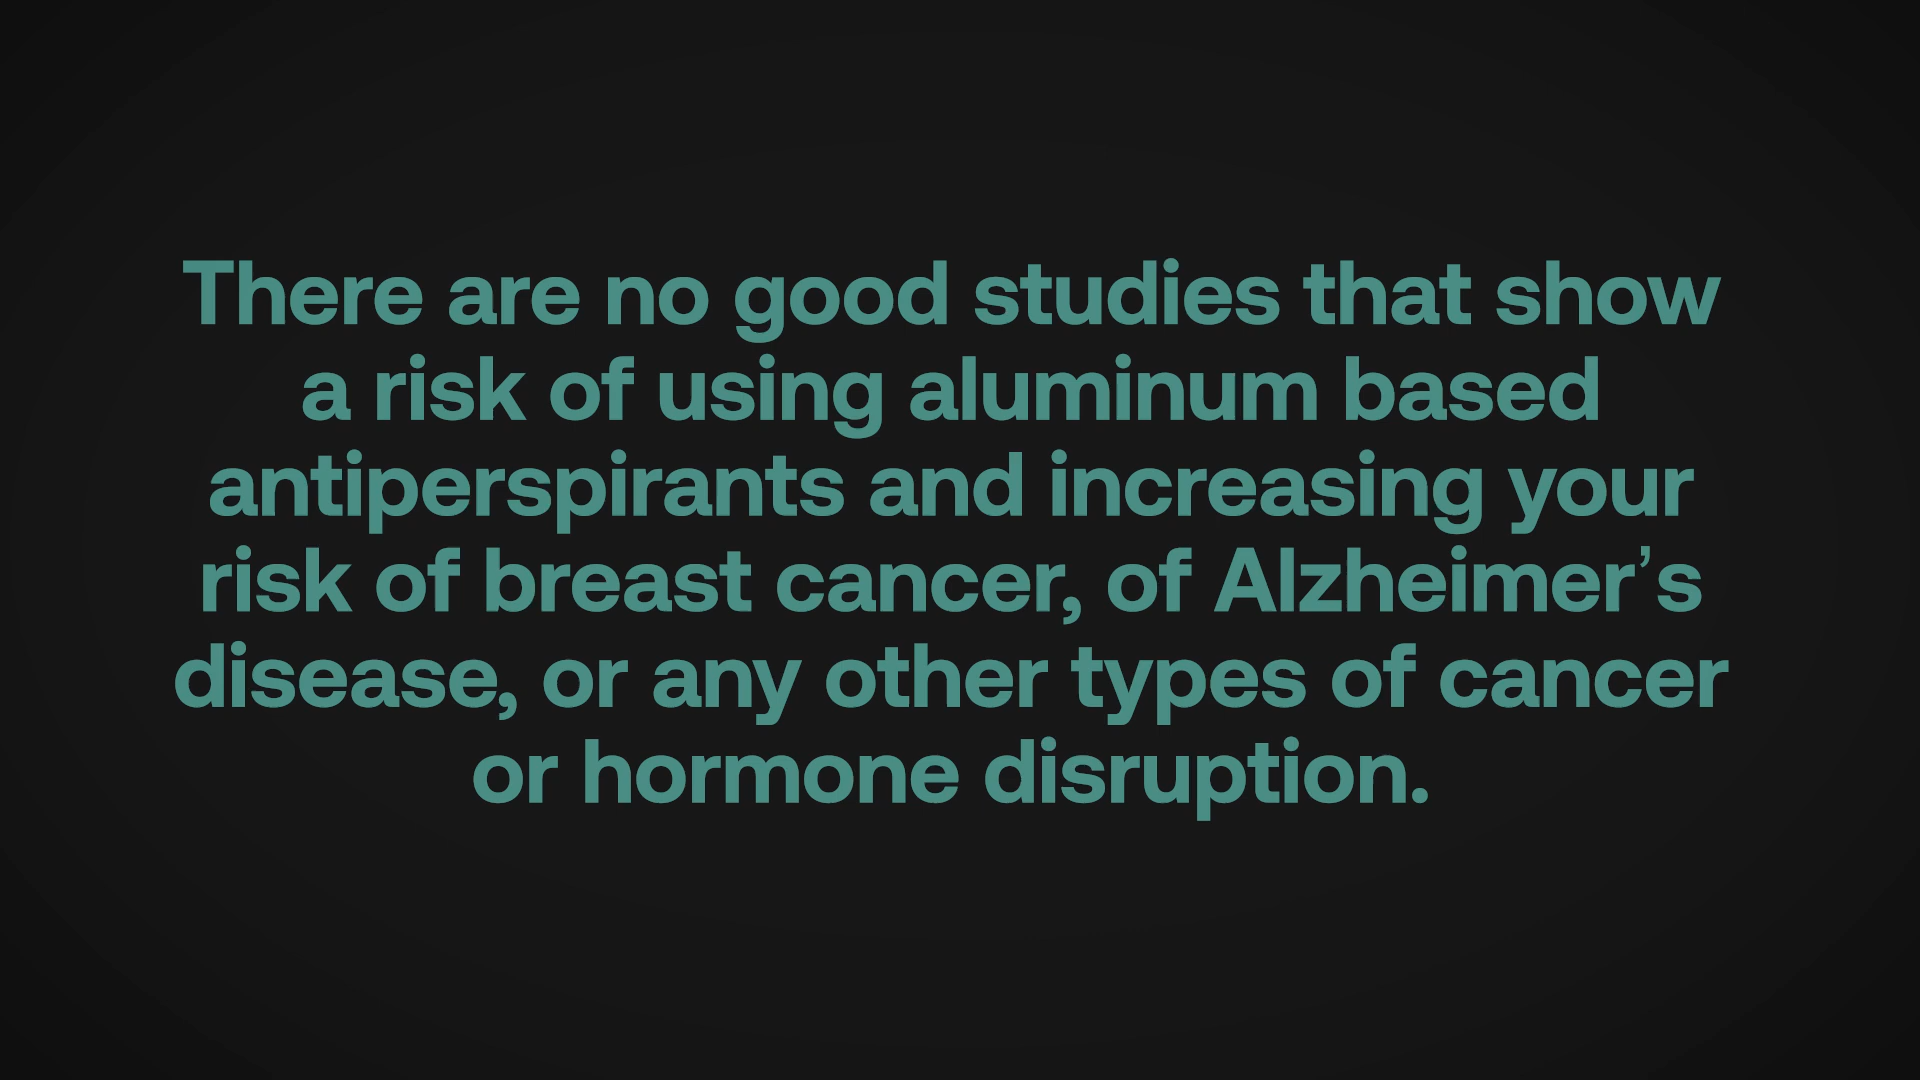 There are no good studies that show
a risk of using aluminum based
antiperspirants and increasing your
risk of breast cancer, of Alzheimer’s
disease, or any other types of cancer
or hormone disruption.